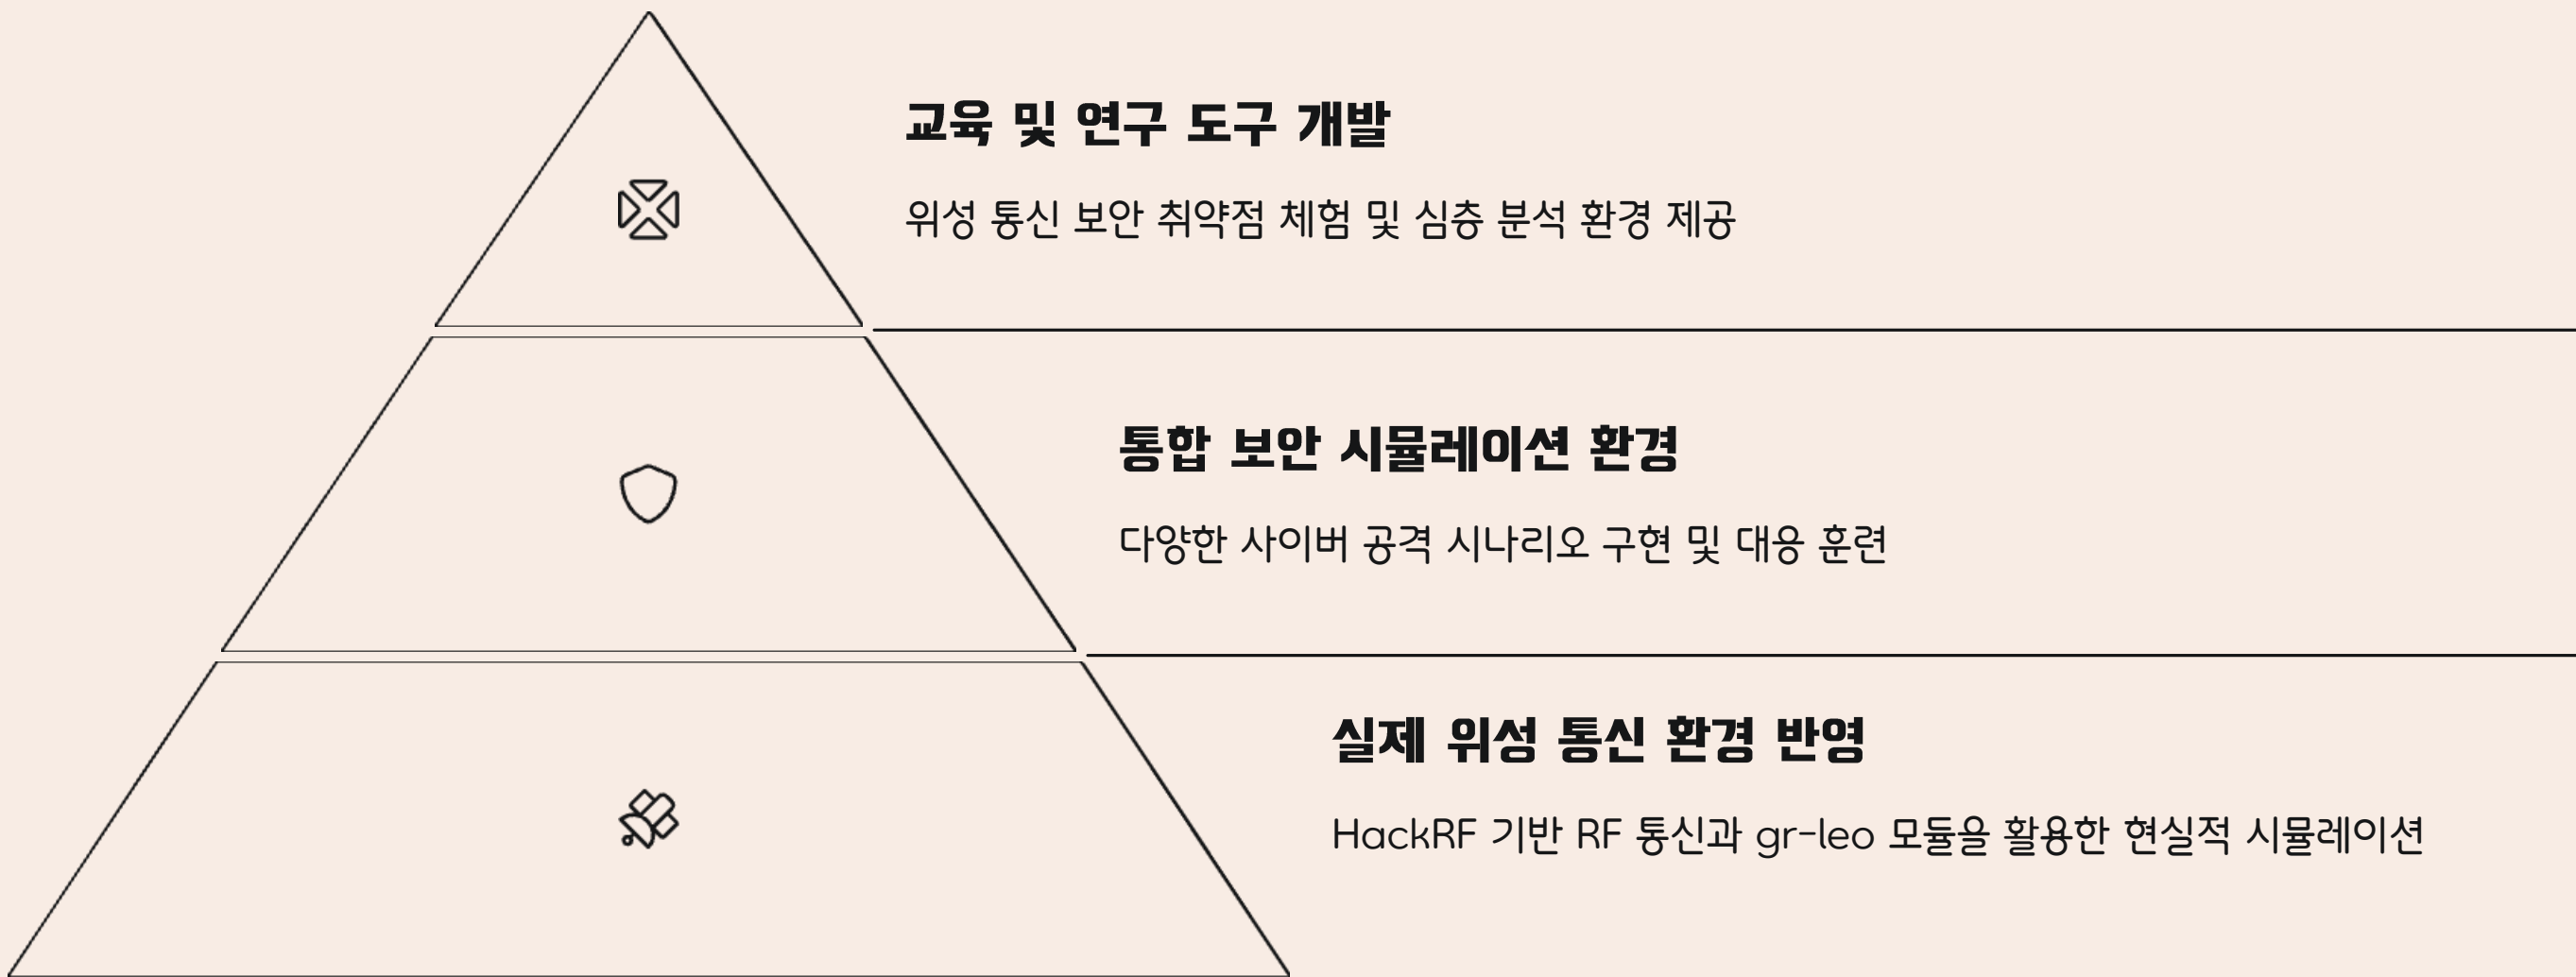 교육 및 연구 도구 개발
위성 통신 보안 취약점 체험 및 심층 분석 환경 제공
통합 보안 시뮬레이션 환경
다양한 사이버 공격 시나리오 구현 및 대응 훈련
실제 위성 통신 환경 반영
HackRF 기반 RF 통신과 gr-leo 모듈을 활용한 현실적 시뮬레이션